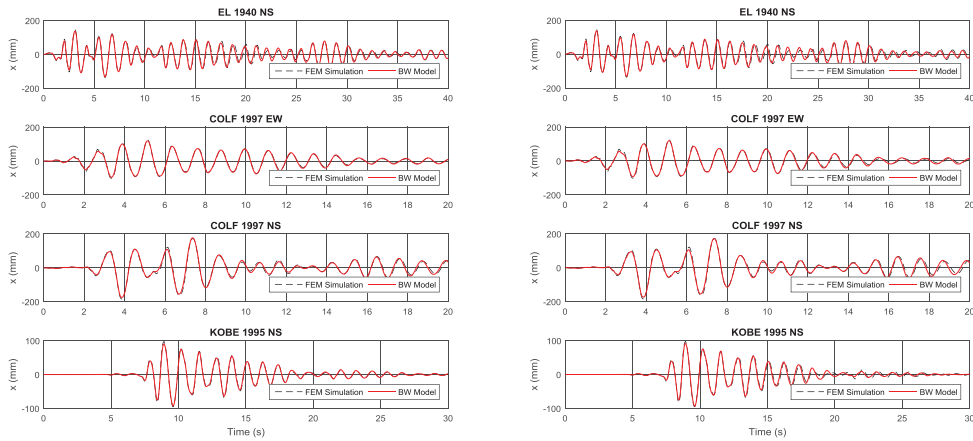 EL 1940 NS
200
0
-200
x (mm)
FEM Simulation BW Model
0 5 10 15 20 25 30 35 40
COLF 1997 EW
200
0
-200
x (mm)
FEM Simulation BW Model
0 2 4 6 8 10 12 14 16 18 20
COLF 1997 NS
200
0
-200
x (mm)
FEM Simulation BW Model
0 2 4 6 8 10 12 14 16 18 20
KOBE 1995 NS
100
0
-100
x (mm)
FEM Simulation BW Model
0 5 10 15 20 25 30
Time (s)
EL 1940 NS
200
0
-200
x (mm)
FEM Simulation BW Model
0 5 10 15 20 25 30 35 40
COLF 1997 EW
200
0
-200
x (mm)
FEM Simulation BW Model
0 2 4 6 8 10 12 14 16 18 20
COLF 1997 NS
200
0
-200
x (mm)
FEM Simulation BW Model
0 2 4 6 8 10 12 14 16 18 20
KOBE 1995 NS
100
0
-100
x (mm)
FEM Simulation BW Model
0 5 10 15 20 25 30
Time (s)